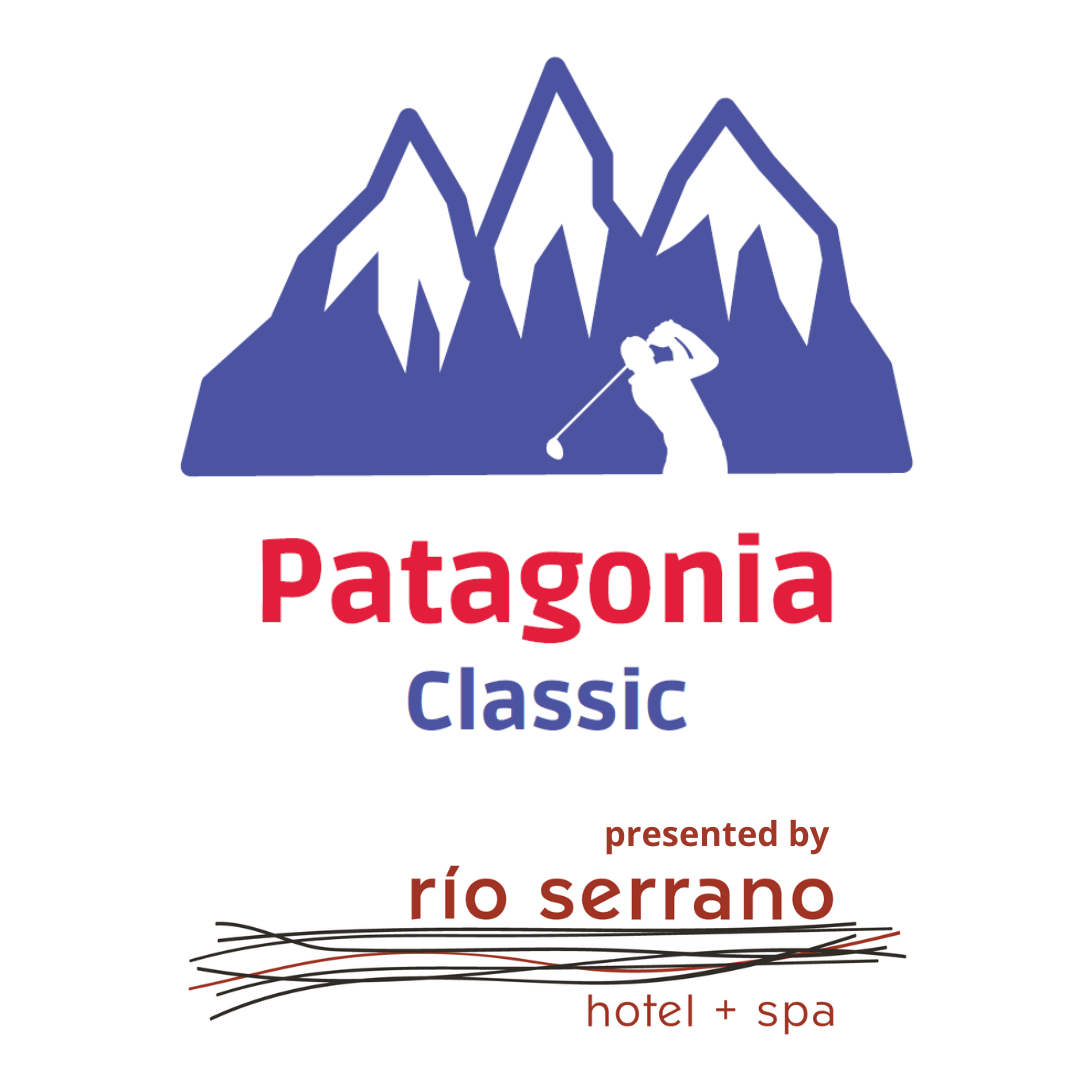 Patagonia
Classic
presented by
río serrano
hotel + spa